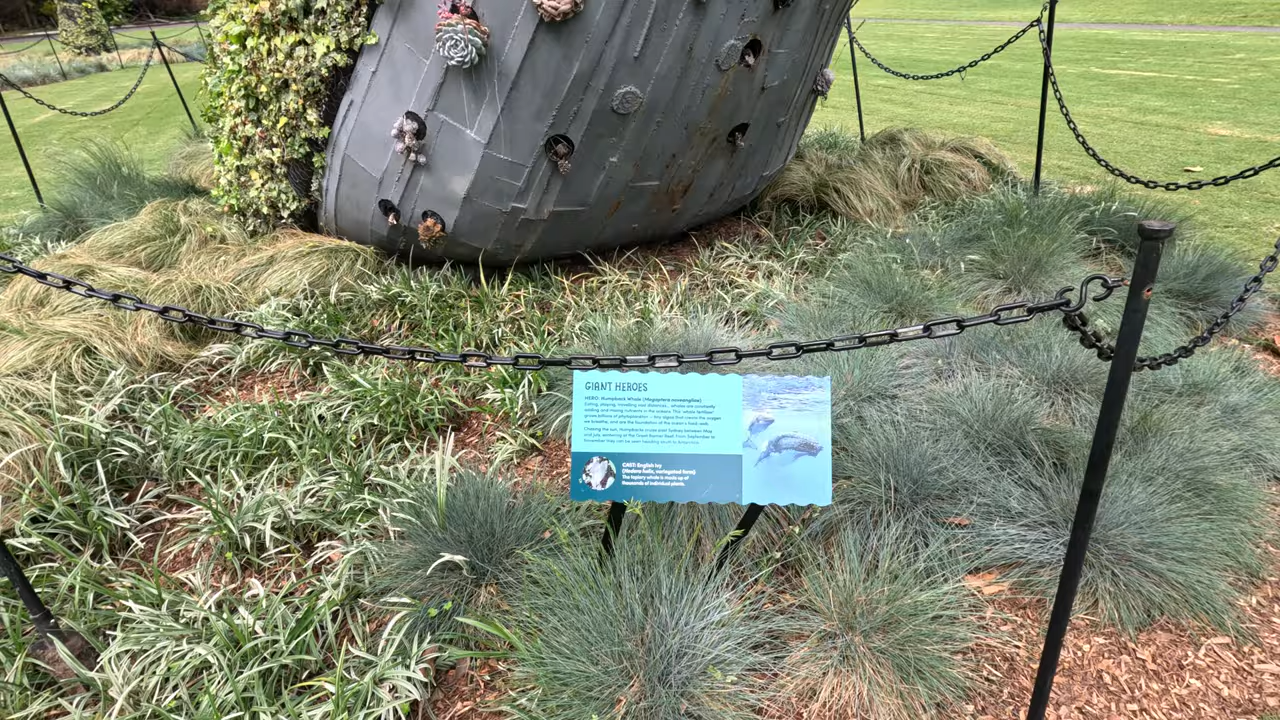 GIANT HEROES
HERO: Humpback Whale (Megaptera novaeangliae)
Eating, playing, travelling vast distances... whales are constantly
adding and mixing nutrients in the oceans. This 'whale fertiliser'
grows billions of phytoplankton – tiny algae that create the oxygen
we breathe, and are the foundation of the ocean's food web.
Chasing the sun, Humpbacks cruise past Sydney between May
and July, wintering at the Great Barrier Reef. From September to
November they can be seen heading south to Antarctica.
CAST: English Ivy
(Hedera helix, variegated form)
The topiary whale is made up of
thousands of individual plants.